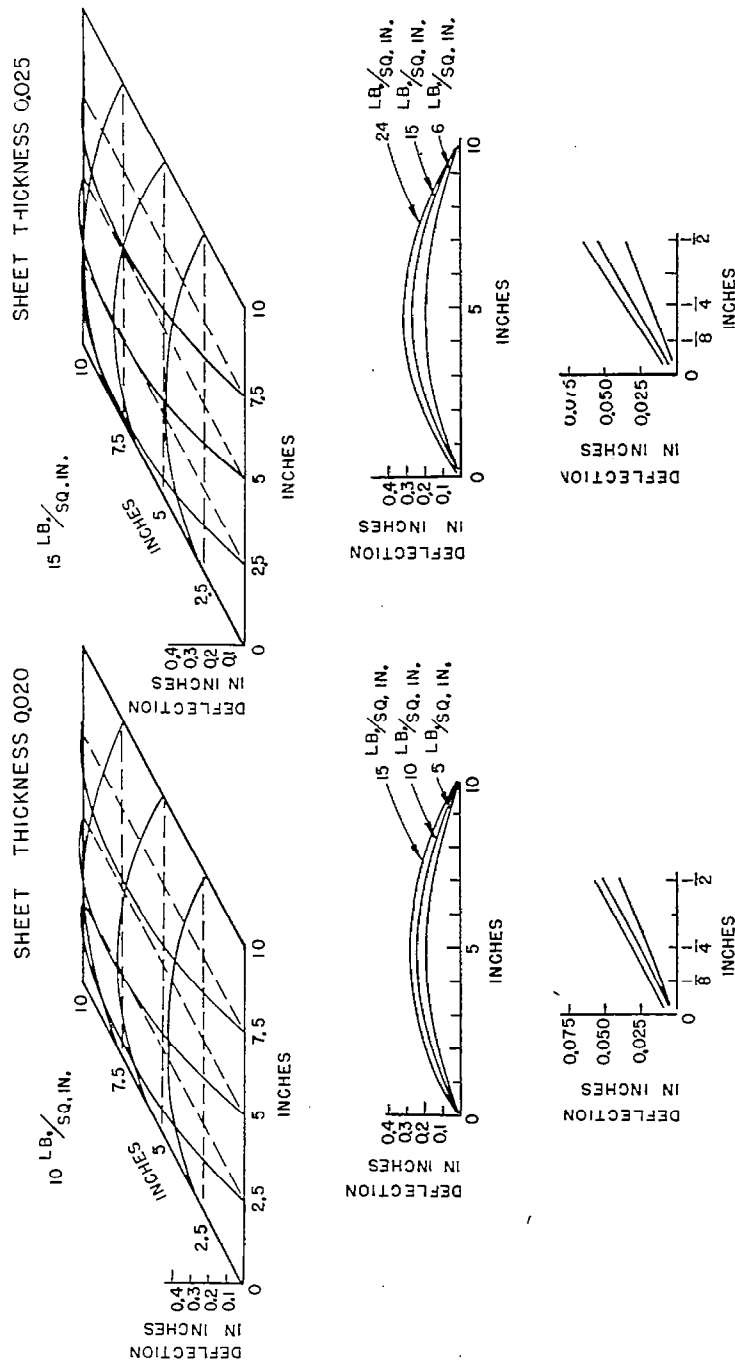 SHEET THICKNESS 0.020
10 LB./SQ. IN.
DEFLECTION
IN INCHES
0.4
0.3
0.2
0.1
0
2.5
5
7.5
10
INCHES
2.5
5
7.5
10
INCHES
SHEET THICKNESS 0.025
15 LB./SQ. IN.
DEFLECTION
IN INCHES
0.4
0.3
0.2
0.1
0
2.5
5
7.5
10
INCHES
2.5
5
7.5
10
INCHES
DEFLECTION
IN INCHES
0.4
0.3
0.2
0.1
0
5
10
INCHES
15 LB./SQ. IN.
10 LB./SQ. IN.
5 LB./SQ. IN.
DEFLECTION
IN INCHES
0.4
0.3
0.2
0.1
0
5
10
INCHES
24 LB./SQ. IN.
15 LB./SQ. IN.
6 LB./SQ. IN.
DEFLECTION
IN INCHES
0.075
0.050
0.025
0
1/8
1/4
1/2
INCHES
DEFLECTION
IN INCHES
0.075
0.050
0.025
0
1/8
1/4
1/2
INCHES